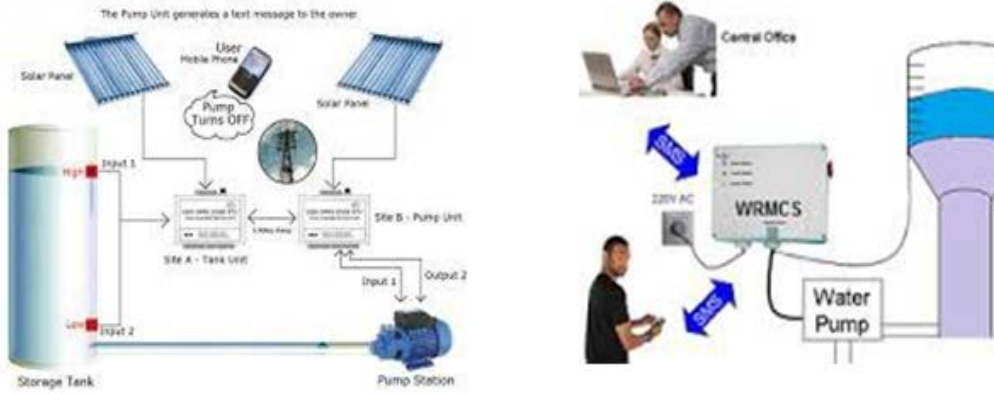 The Pump Unit generates a text message to the owner
User
Mobile Phone
Solar Panel
Solar Panel
Pump
Turns OFF
High
Input 1
Site B - Pump Unit
Site A - Tank Unit
Input 1
Output 2
Low
Input 2
Storage Tank
Pump Station
Central Office
SMS
220V AC
WRMCS
SMS
Water
Pump